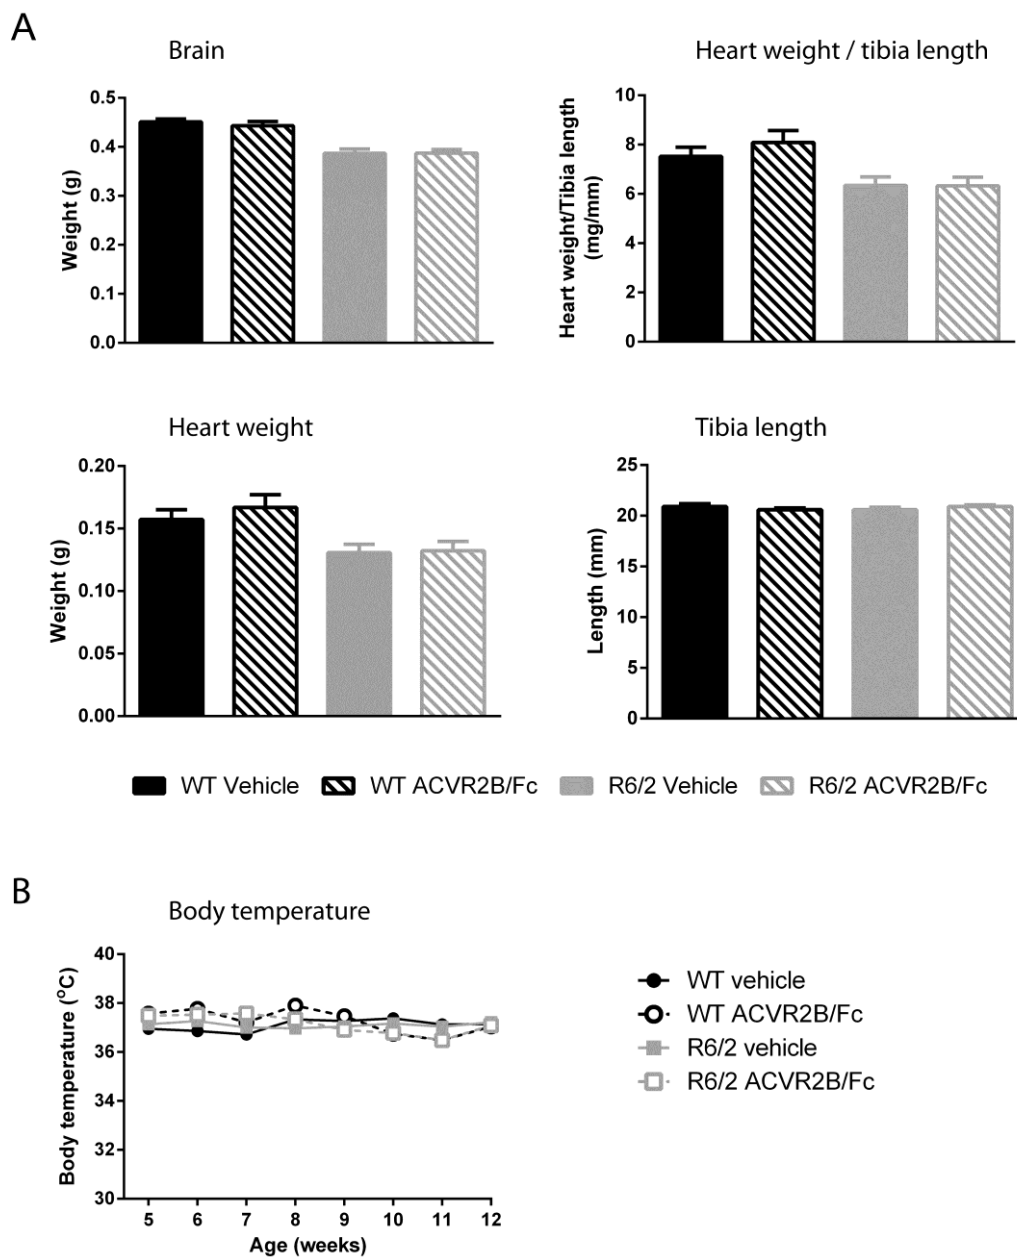 A
Brain
Weight (g)
0.5
0.4
0.3
0.2
0.1
0.0
Heart weight / tibia length
Heart weight/Tibia length
(mg/mm)
10
8
6
4
2
0
Heart weight
Weight (g)
0.20
0.15
0.10
0.05
0.00
Tibia length
Length (mm)
25
20
15
10
5
0
WT Vehicle WT ACVR2B/Fc R6/2 Vehicle R6/2 ACVR2B/Fc
B
Body temperature
Body temperature (°C)
40
38
36
34
32
30
5 6 7 8 9 10 11 12
Age (weeks)
WT vehicle
WT ACVR2B/Fc
R6/2 vehicle
R6/2 ACVR2B/Fc